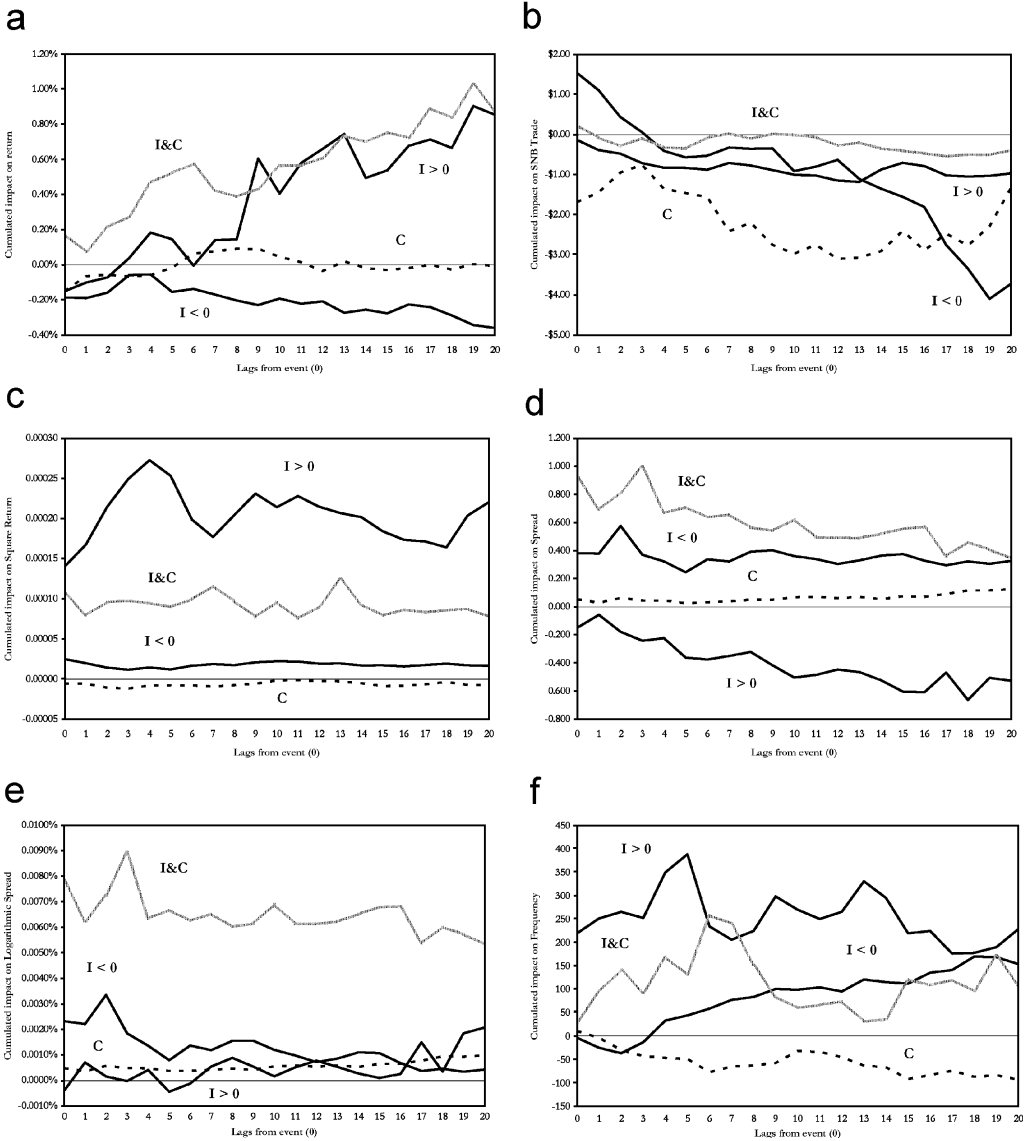 a
1.20%
1.00%
0.80%
0.60%
0.40%
0.20%
0.00%
-0.20%
-0.40%
Cumulated impact on return
I&C
I > 0
C
I < 0
0 1 2 3 4 5 6 7 8 9 10 11 12 13 14 15 16 17 18 19 20
Lags from event (0)
b
$2.00
$1.00
$0.00
-$1.00
-$2.00
-$3.00
-$4.00
-$5.00
Cumulated impact on SNB Trade
I&C
I > 0
C
I < 0
0 1 2 3 4 5 6 7 8 9 10 11 12 13 14 15 16 17 18 19 20
Lags from event (0)
c
0.00030
0.00025
0.00020
0.00015
0.00010
0.00005
0.00000
-0.00005
Cumulated impact on Square Return
I > 0
I&C
I < 0
C
0 1 2 3 4 5 6 7 8 9 10 11 12 13 14 15 16 17 18 19 20
Lags from event (0)
d
1.200
1.000
0.800
0.600
0.400
0.200
0.000
-0.200
-0.400
-0.600
-0.800
Cumulated impact on Spread
I&C
I < 0
C
I > 0
0 1 2 3 4 5 6 7 8 9 10 11 12 13 14 15 16 17 18 19 20
Lags from event (0)
e
0.0100%
0.0090%
0.0080%
0.0070%
0.0060%
0.0050%
0.0040%
0.0030%
0.0020%
0.0010%
0.0000%
-0.0010%
Cumulated impact on Logarithmic Spread
I&C
I < 0
C
I > 0
0 1 2 3 4 5 6 7 8 9 10 11 12 13 14 15 16 17 18 19 20
Lags from event (0)
f
450
400
350
300
250
200
150
100
50
0
-50
-100
-150
Cumulated impact on Frequency
I > 0
I&C
I < 0
C
0 1 2 3 4 5 6 7 8 9 10 11 12 13 14 15 16 17 18 19 20
Lags from event (0)